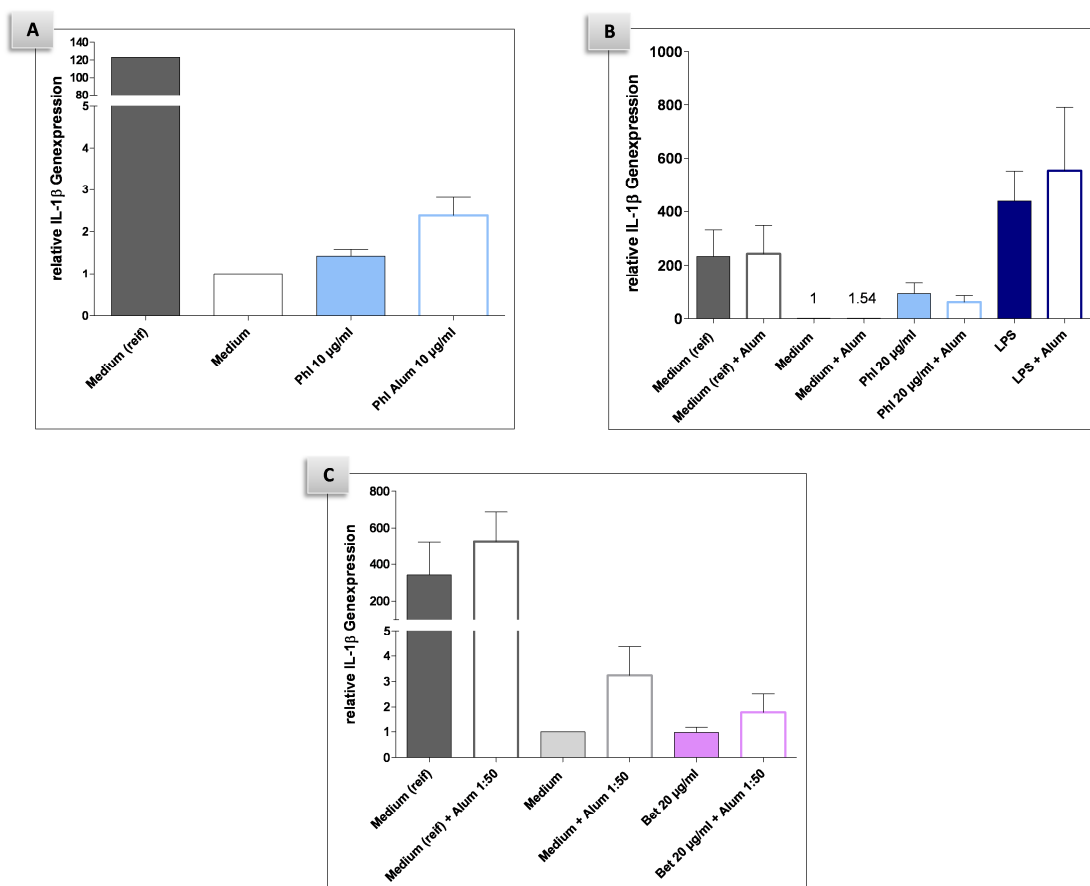 A
relative IL-1β Genexpression
140
120
100
80
5
4
3
2
1
0
Medium (reif)
Medium
Phl 10 µg/ml
Phl Alum 10 µg/ml
B
relative IL-1β Genexpression
1000
800
600
400
200
0
1
1.54
Medium (reif)
Medium (reif) + Alum
Medium
Medium + Alum
Phl 20 µg/ml
Phl 20 µg/ml + Alum
LPS
LPS + Alum
C
relative IL-1β Genexpression
800
600
400
200
5
4
3
2
1
0
Medium (reif)
Medium (reif) + Alum 1:50
Medium
Medium + Alum 1:50
Bet 20 µg/ml
Bet 20 µg/ml + Alum 1:50